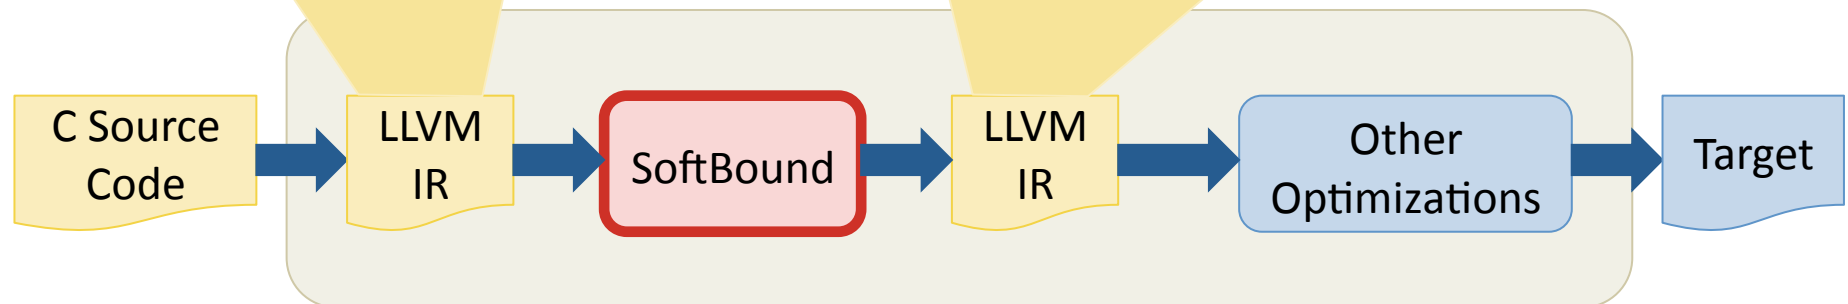 C Source
Code
LLVM
IR
SoftBound
LLVM
IR
Other
Optimizations
Target